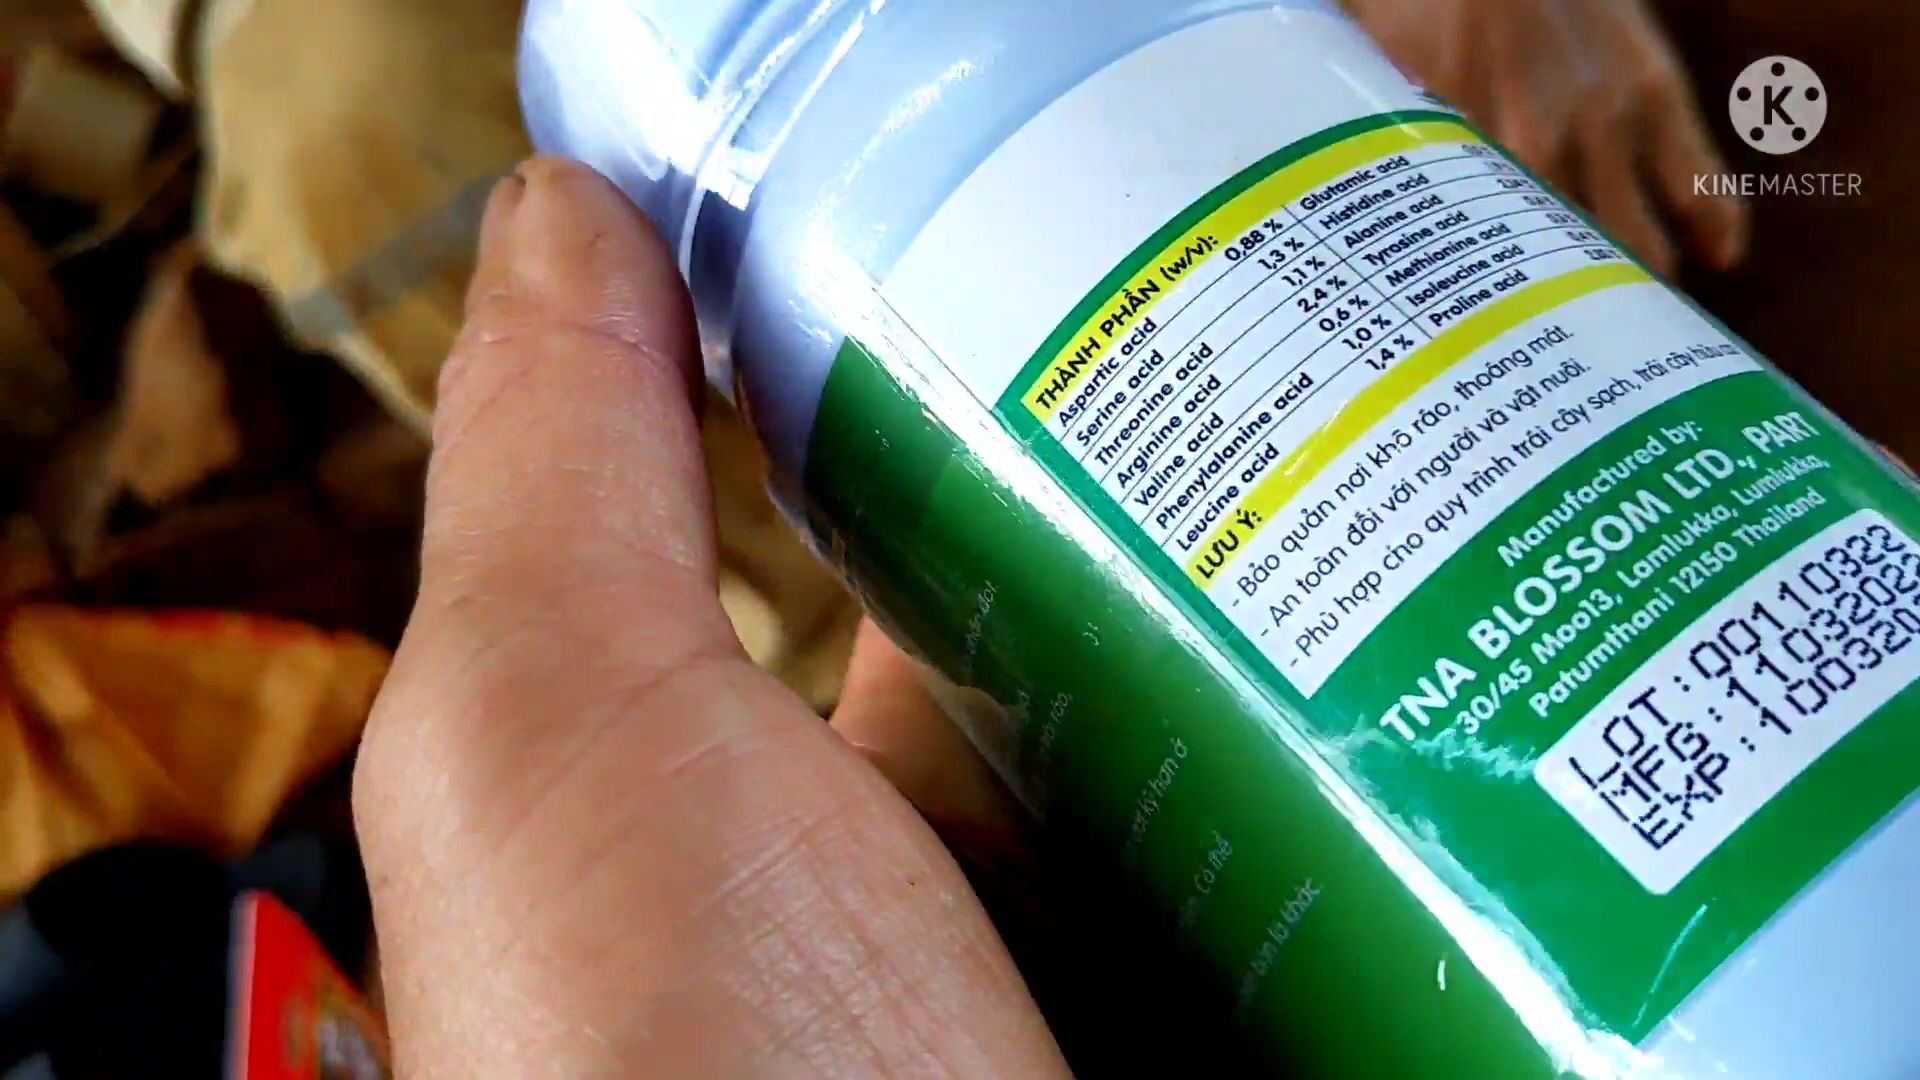 KINEMASTER
THÀNH PHẦN (w/v):
Aspartic acid 0,88 % Glutamic acid
Serine acid 1,3 % Histidine acid
Threonine acid 1,1 % Alanine acid
Arginine acid 2,4 % Tyrosine acid
Valine acid 0,6 % Methionine acid
Phenylalanine acid 1,0 % Isoleucine acid
Leucine acid 1,4 % Proline acid
LƯU Ý:
- Bảo quản nơi khô ráo, thoáng mát.
- An toàn đối với người và vật nuôi.
- Phù hợp cho quy trình trái cây sạch, trái cây hữu cơ
Manufactured by:
TNA BLOSSOM LTD., PART
30/45 Moo13, Lamlukka, Lumlukka,
Patumthani 12150 Thailand
LOT : 00110322
MFG : 1103202
EXP : 100320